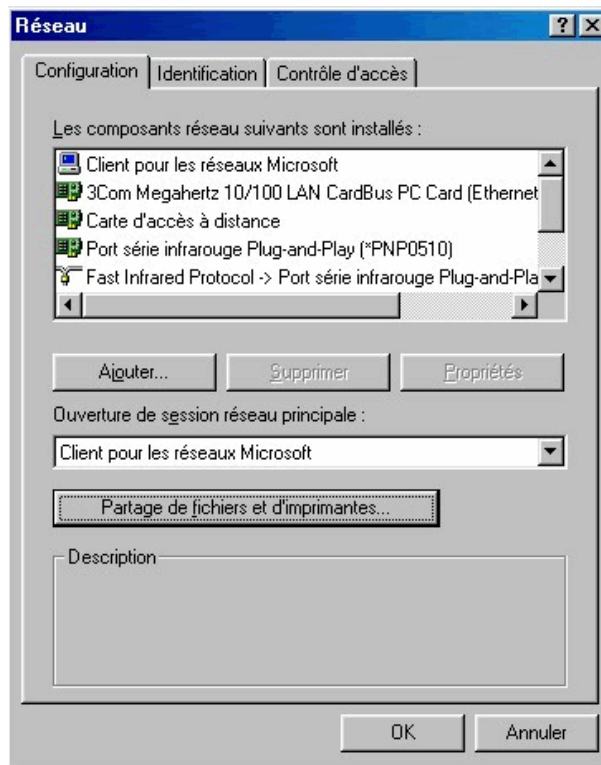 Réseau
Configuration Identification Contrôle d'accès
Les composants réseau suivants sont installés :
Client pour les réseaux Microsoft
3Com Megahertz 10/100 LAN CardBus PC Card (Ethernet
Carte d'accès à distance
Port série infrarouge Plug-and-Play (*PNP0510)
Fast Infrared Protocol -> Port série infrarouge Plug-and-Pla
Ajouter... Supprimer Propriétés
Ouverture de session réseau principale :
Client pour les réseaux Microsoft
Partage de fichiers et d'imprimantes...
Description
OK Annuler